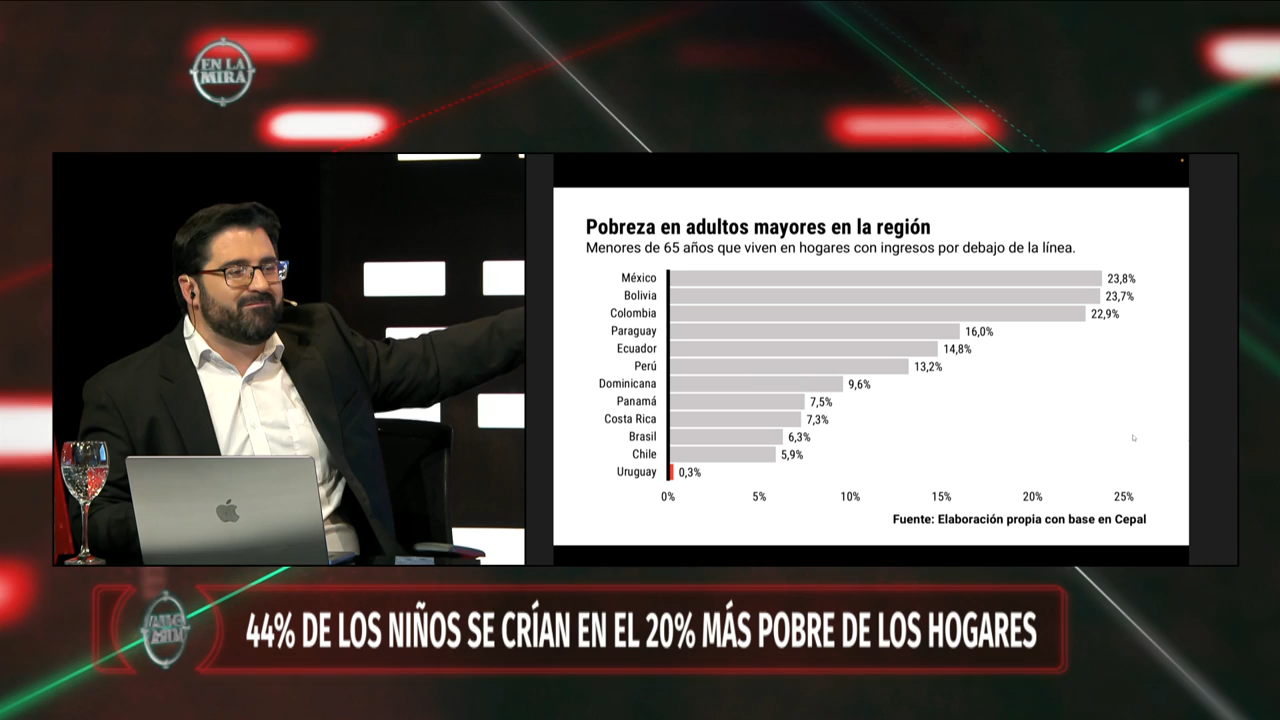 EN LA
MIRA
Pobreza en adultos mayores en la región
Menores de 65 años que viven en hogares con ingresos por debajo de la línea.
México 23,8%
Bolivia 23,7%
Colombia 22,9%
Paraguay 16,0%
Ecuador 14,8%
Perú 13,2%
Dominicana 9,6%
Panamá 7,5%
Costa Rica 7,3%
Brasil 6,3%
Chile 5,9%
Uruguay 0,3%
0% 5% 10% 15% 20% 25%
Fuente: Elaboración propia con base en Cepal
44% DE LOS NIÑOS SE CRÍAN EN EL 20% MÁS POBRE DE LOS HOGARES